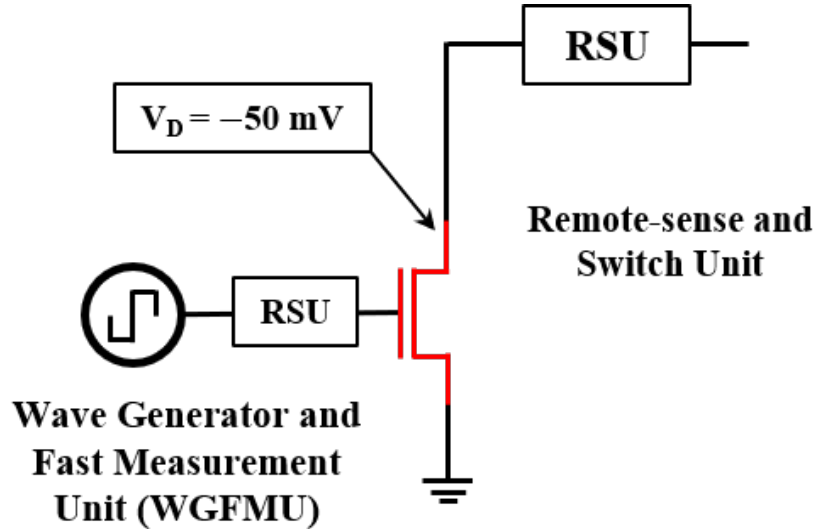 RSU
V_D = −50 mV
Remote-sense and
Switch Unit
RSU
Wave Generator and
Fast Measurement
Unit (WGFMU)